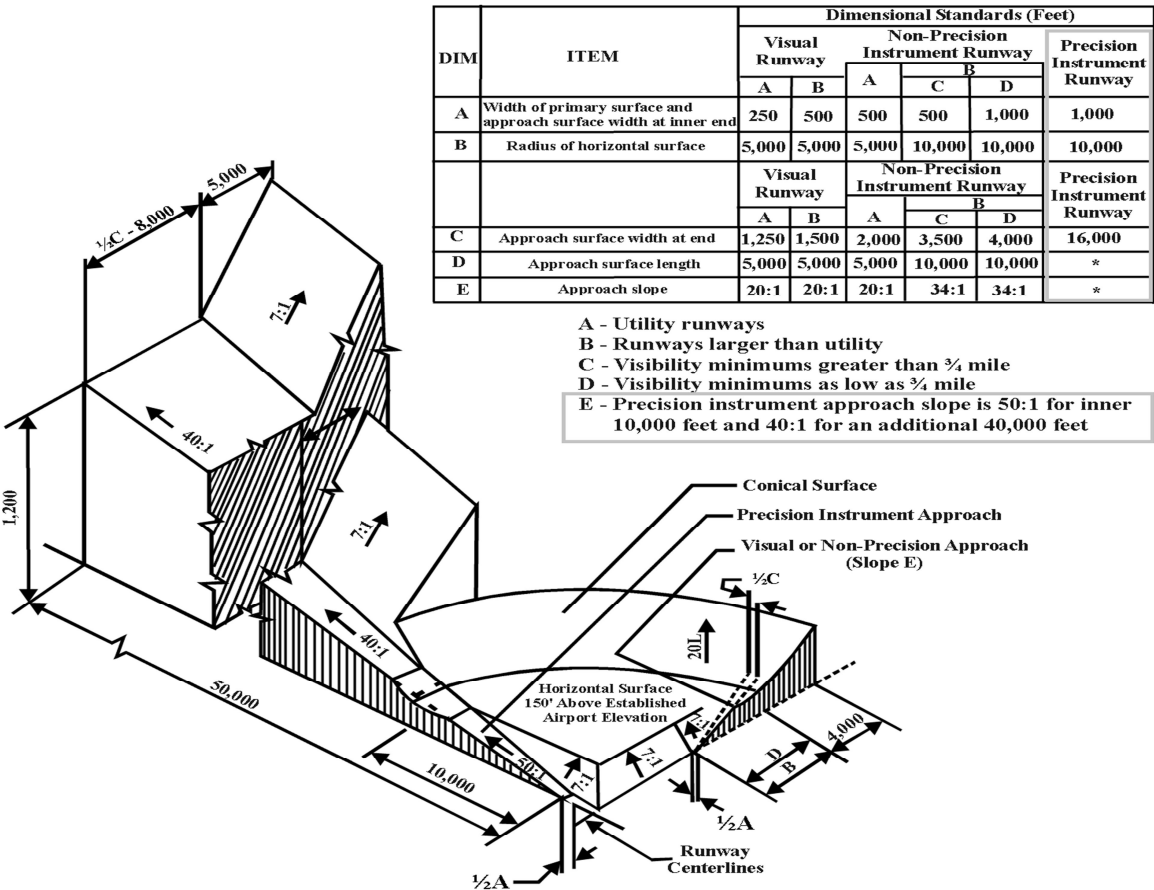 Dimensional Standards (Feet)
DIM ITEM Visual Runway Non-Precision Instrument Runway Precision Instrument Runway
B
A B A C D
A Width of primary surface and approach surface width at inner end 250 500 500 500 1,000 1,000
B Radius of horizontal surface 5,000 5,000 5,000 10,000 10,000 10,000
Visual Runway Non-Precision Instrument Runway Precision Instrument Runway
B
A B A C D
C Approach surface width at end 1,250 1,500 2,000 3,500 4,000 16,000
D Approach surface length 5,000 5,000 5,000 10,000 10,000 *
E Approach slope 20:1 20:1 20:1 34:1 34:1 *
A - Utility runways
B - Runways larger than utility
C - Visibility minimums greater than ¾ mile
D - Visibility minimums as low as ¾ mile
E - Precision instrument approach slope is 50:1 for inner
10,000 feet and 40:1 for an additional 40,000 feet
5,000
½C - 8,000
7:1
40:1
1,200
7:1
Conical Surface
Precision Instrument Approach
Visual or Non-Precision Approach
(Slope E)
½C
20L
40:1
50,000
Horizontal Surface
150' Above Established
Airport Elevation
7:1
4,000
7:1
D
B
50:1
7:1
10,000
½A
Runway
Centerlines
½A